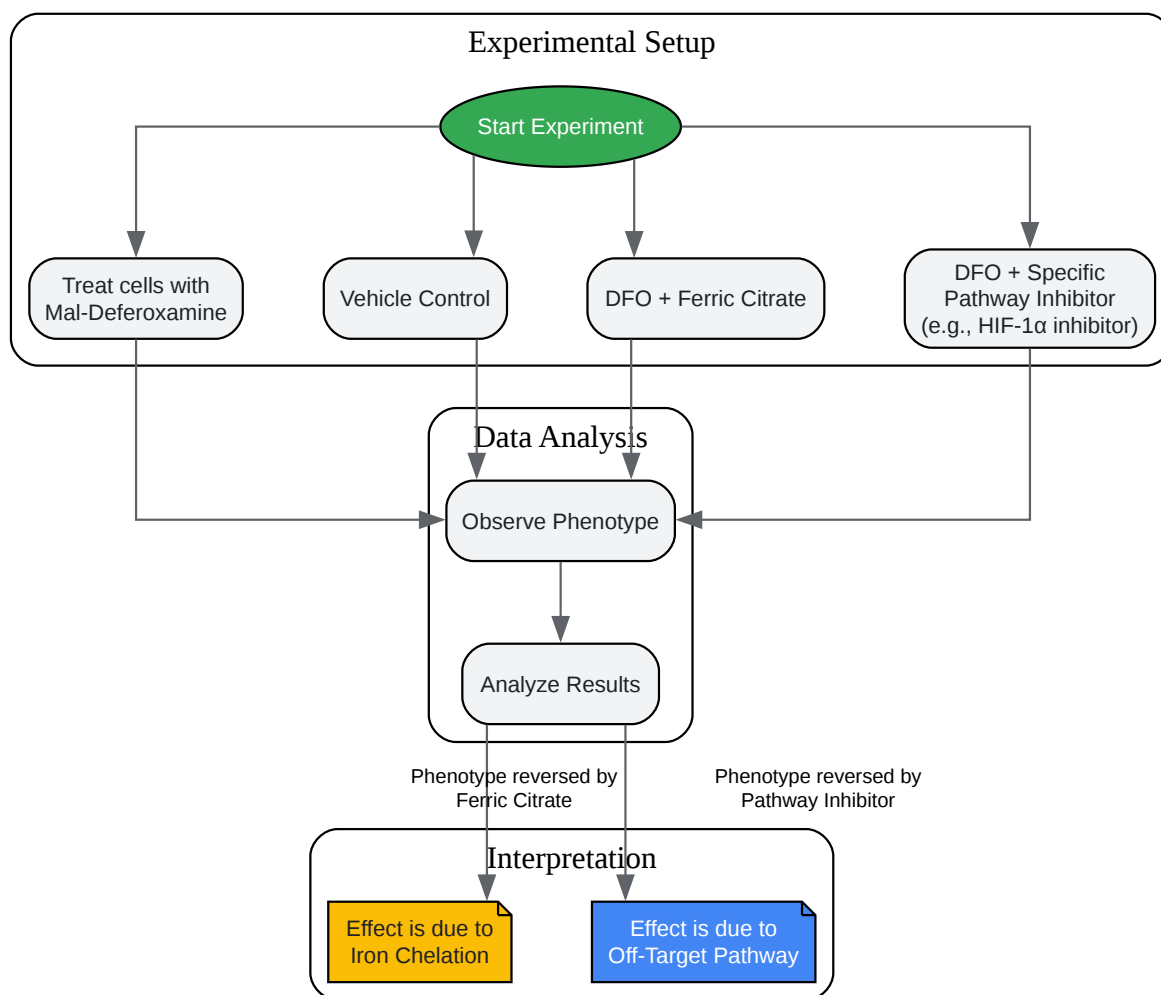 Experimental Setup
Start Experiment
Treat cells with
Mal-Deferoxamine
Vehicle Control
DFO + Ferric Citrate
DFO + Specific
Pathway Inhibitor
(e.g., HIF-1α inhibitor)
Data Analysis
Observe Phenotype
Analyze Results
Phenotype reversed by
Ferric Citrate
Phenotype reversed by
Pathway Inhibitor
Interpretation
Effect is due to
Iron Chelation
Effect is due to
Off-Target Pathway